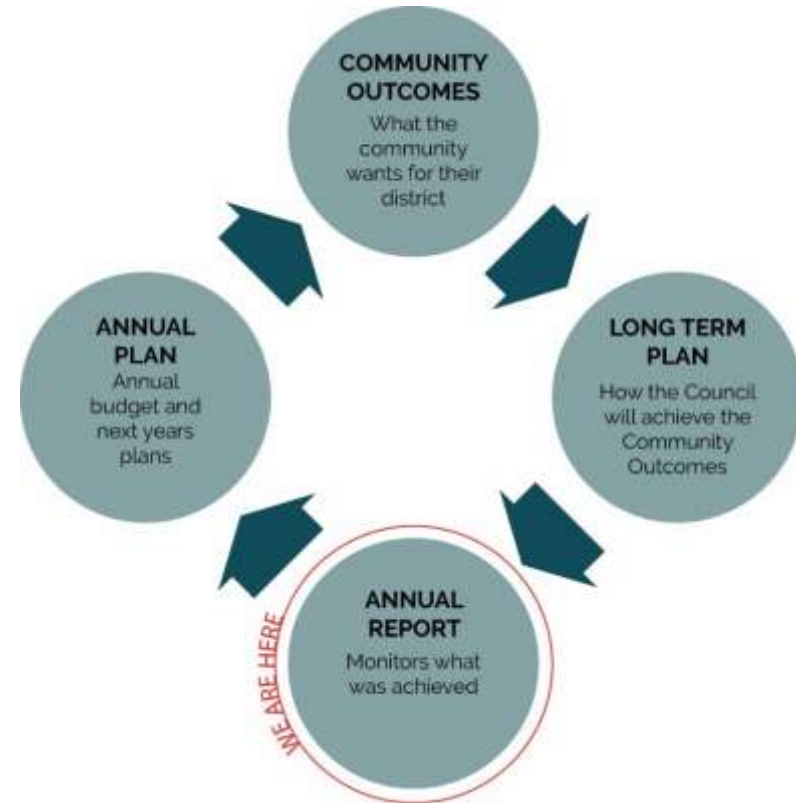 COMMUNITY
OUTCOMES
What the
community
wants for their
district
ANNUAL
PLAN
Annual
budget and
next years
plans
LONG TERM
PLAN
How the Council
will achieve the
Community
Outcomes
ANNUAL
REPORT
Monitors what
was achieved
WE ARE HERE